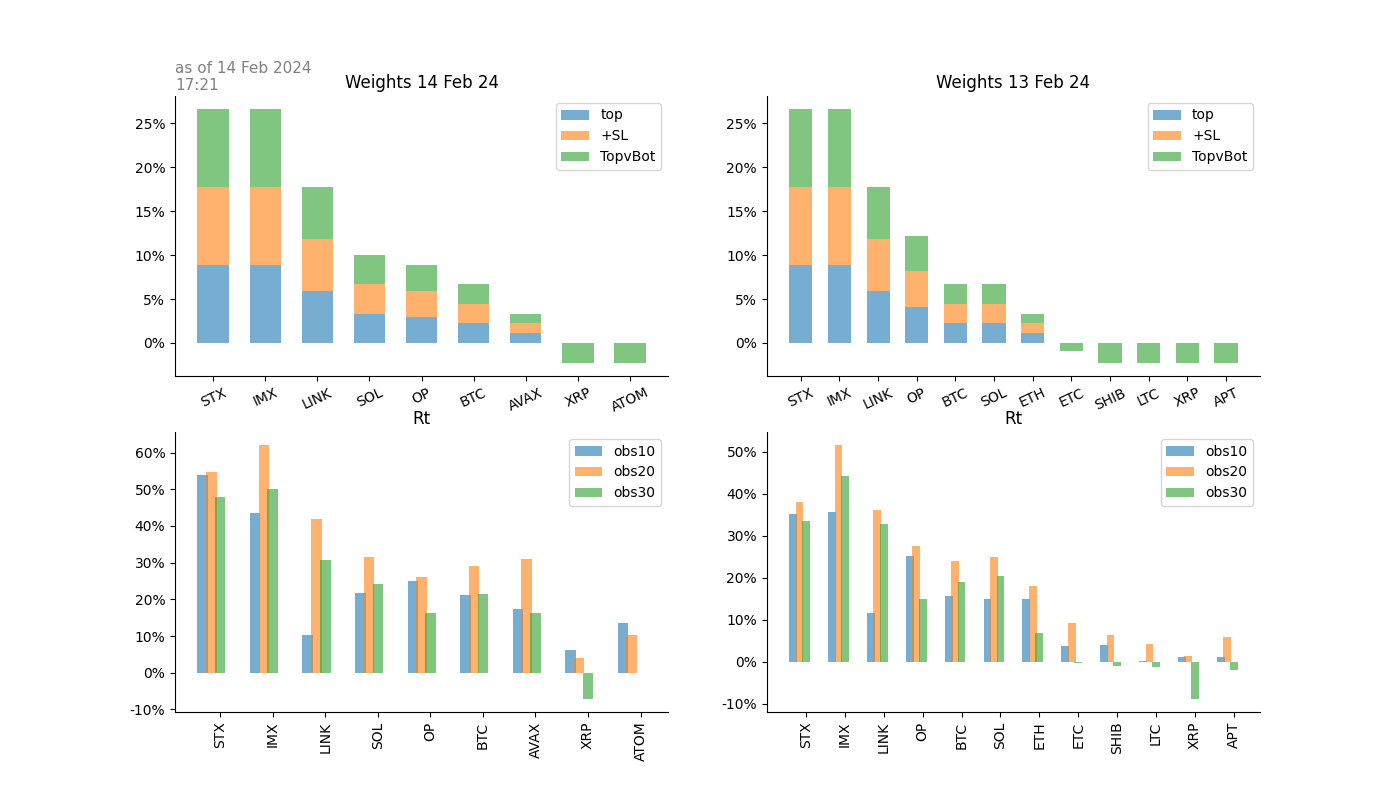 as of 14 Feb 2024
17:21
Weights 14 Feb 24
25%
20%
15%
10%
5%
0%
top
+SL
TopvBot
STX IMX LINK SOL OP BTC AVAX XRP ATOM
Weights 13 Feb 24
25%
20%
15%
10%
5%
0%
top
+SL
TopvBot
STX IMX LINK OP BTC SOL ETH ETC SHIB LTC XRP APT
Rt
60%
50%
40%
30%
20%
10%
0%
-10%
obs10
obs20
obs30
STX IMX LINK SOL OP BTC AVAX XRP ATOM
Rt
50%
40%
30%
20%
10%
0%
-10%
obs10
obs20
obs30
STX IMX LINK OP BTC SOL ETH ETC SHIB LTC XRP APT